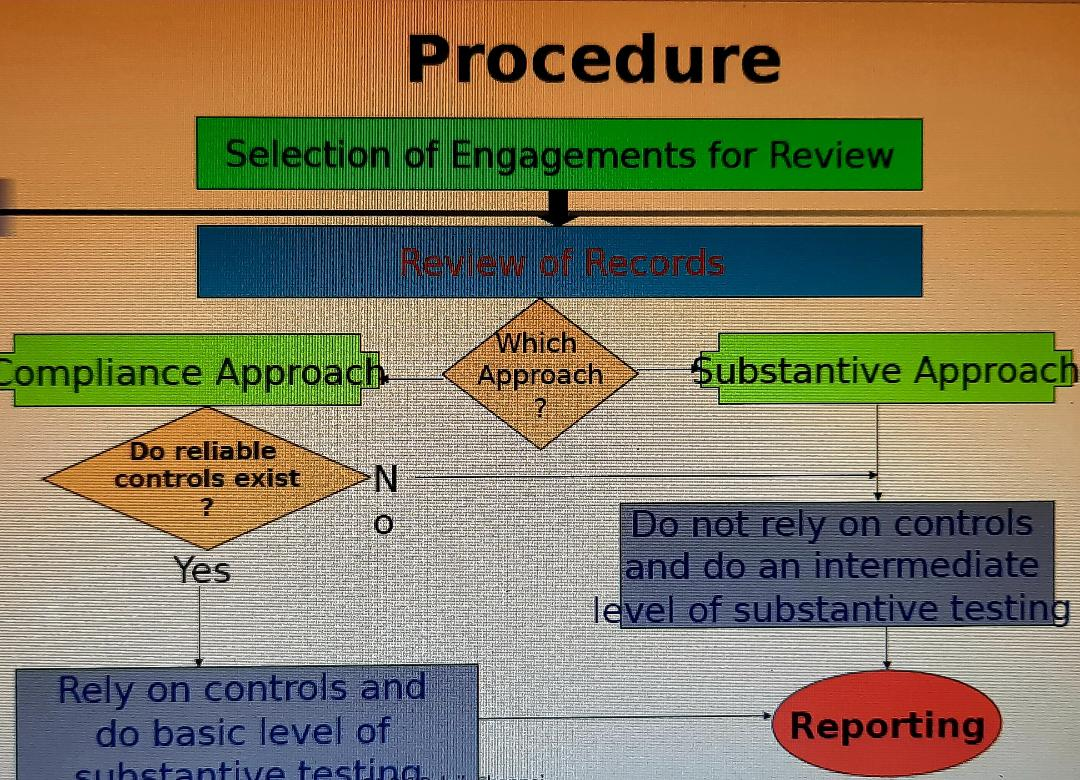 Procedure
Selection of Engagements for Review
Review of Records
Which
Approach
?
Compliance Approach
Substantive Approach
Do reliable
controls exist
?
N
o
Yes
Do not rely on controls
and do an intermediate
level of substantive testing
Rely on controls and
do basic level of
substantive testing
Reporting